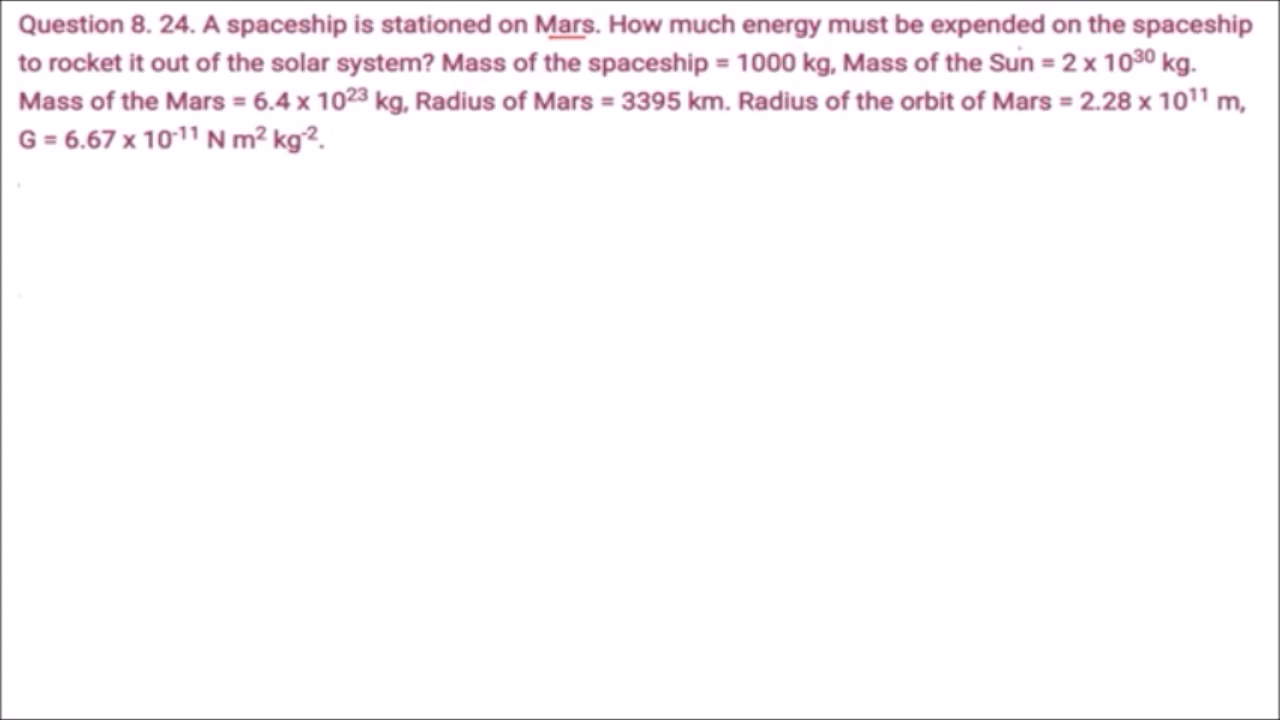 Question 8. 24. A spaceship is stationed on Mars. How much energy must be expended on the spaceship
to rocket it out of the solar system? Mass of the spaceship = 1000 kg, Mass of the Sun = 2 x 10³⁰ kg.
Mass of the Mars = 6.4 x 10²³ kg, Radius of Mars = 3395 km. Radius of the orbit of Mars = 2.28 x 10¹¹ m,
G = 6.67 x 10⁻¹¹ N m² kg⁻².